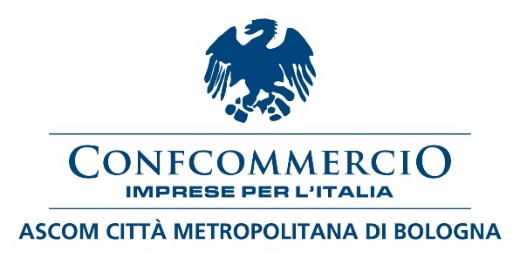 CONFCOMMERCIO
IMPRESE PER L'ITALIA
ASCOM CITTÀ METROPOLITANA DI BOLOGNA